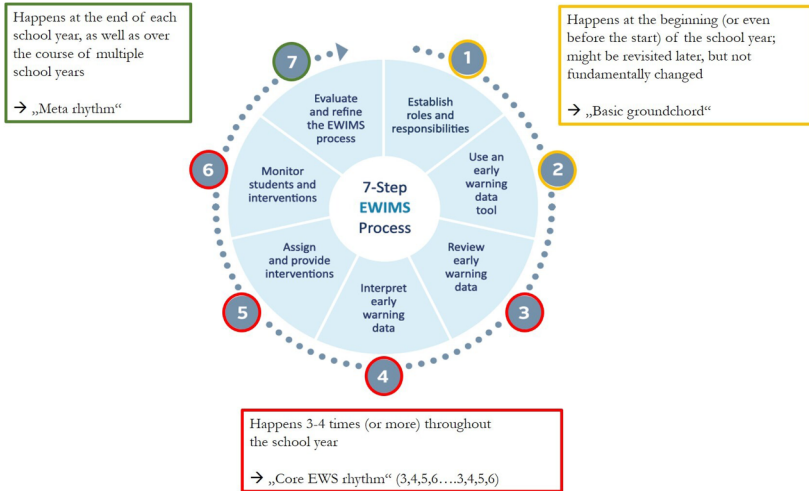 Happens at the end of each
school year, as well as over
the course of multiple
school years
→ „Meta rhythm“
Happens at the beginning (or even
before the start) of the school year;
might be revisited later, but not
fundamentally changed
→ „Basic groundchord“
7-Step
EWIMS
Process
1
Establish
roles and
responsibilities
2
Use an
early
warning
data
tool
3
Review
early
warning
data
4
Interpret
early
warning
data
5
Assign
and provide
interventions
6
Monitor
students and
interventions
7
Evaluate
and refine
the EWIMS
process
Happens 3-4 times (or more) throughout
the school year
→ „Core EWS rhythm“ (3,4,5,6….3,4,5,6)